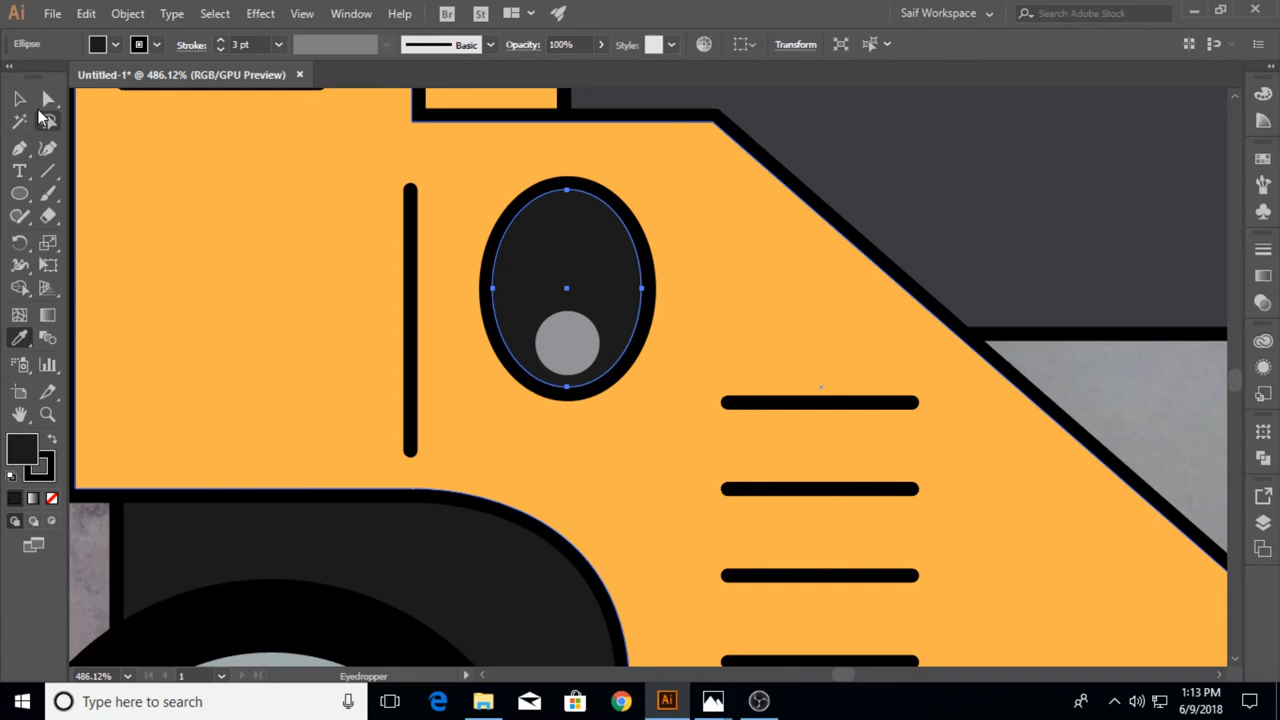 Ai File Edit Object Type Select Effect View Window Help Br St Saif Workspace Search Adobe Stock
Ellipse Stroke: 3 pt Basic Opacity: 100% Style: Transform
Untitled-1* @ 486.12% (RGB/GPU Preview)
486.12% 1 Eyedropper
Type here to search Ai 1:13 PM
6/9/2018